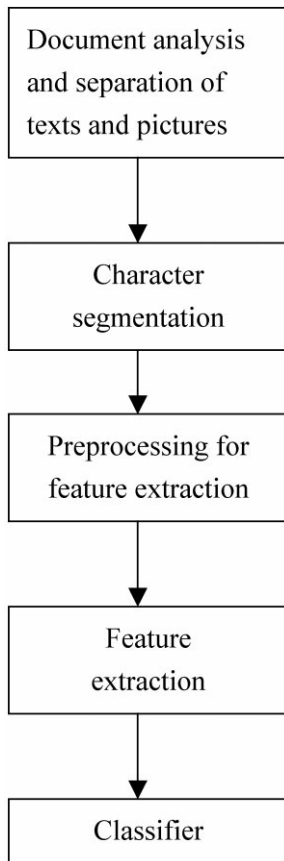 Document analysis
and separation of
texts and pictures
Character
segmentation
Preprocessing for
feature extraction
Feature
extraction
Classifier